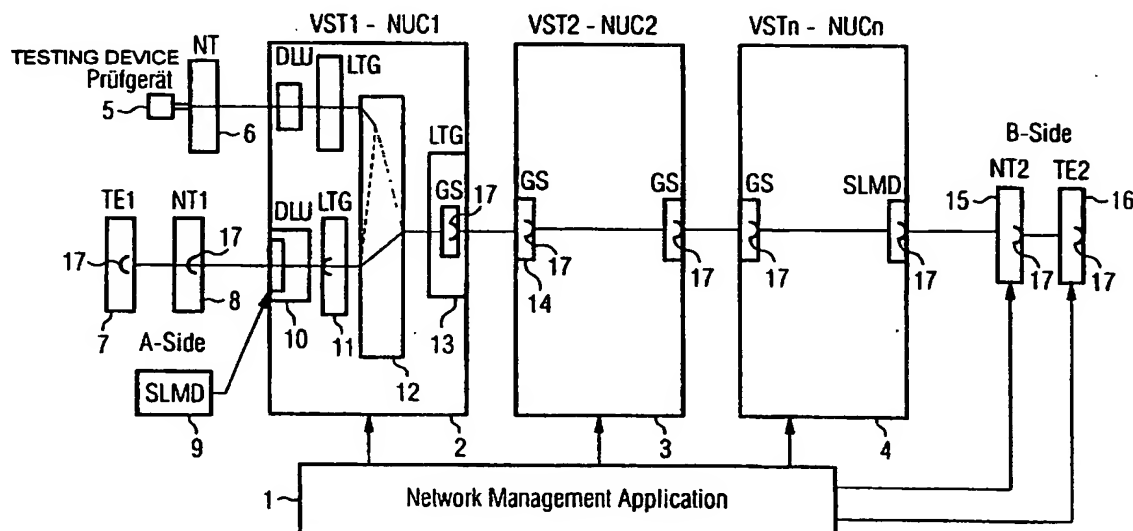 VST1 - NUC1
VST2 - NUC2
VSTn - NUCn
NT
TESTING DEVICE
Prüfgerät
5
6
DLU
LTG
LTG
GS
17
TE1
NT1
17
17
7
8
A-Side
DLU
LTG
10
11
12
13
SLMD
9
2
GS
17
14
GS
17
3
GS
17
SLMD
17
4
B-Side
NT2
TE2
15
16
17
17
1
Network Management Application